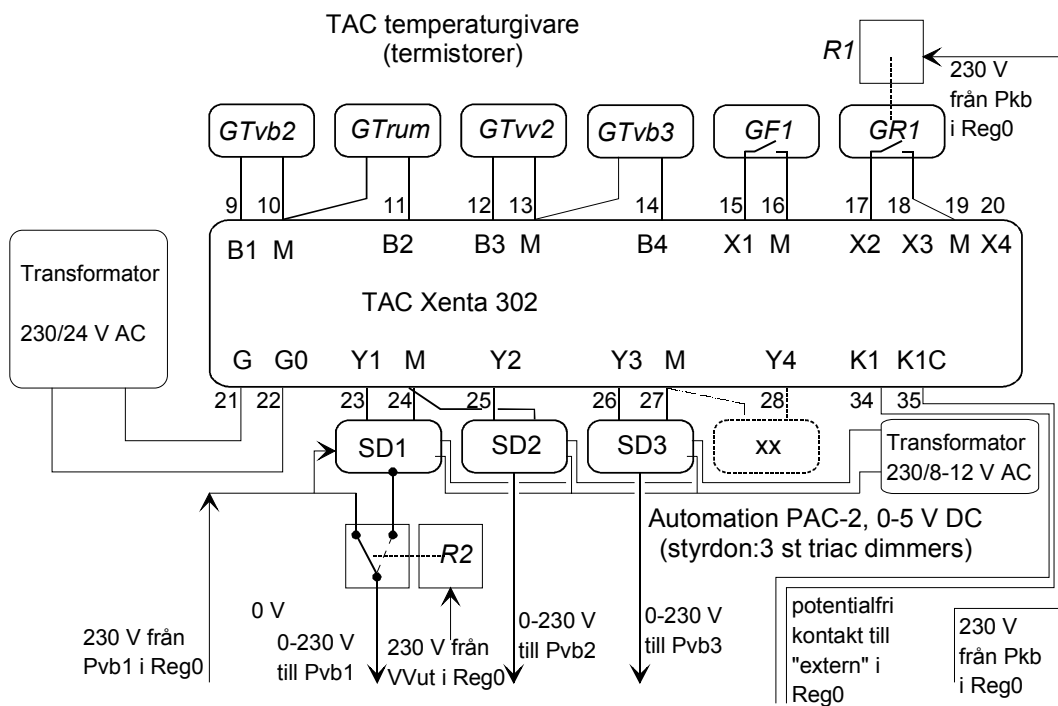 TAC temperaturgivare
(termistorer)
R1
230 V
från Pkb
i Reg0
GTvb2
GTrum
GTvv2
GTvb3
GF1
GR1
9 10 11 12 13 14 15 16 17 18 19 20
B1 M B2 B3 M B4 X1 M X2 X3 M X4
Transformator
230/24 V AC
TAC Xenta 302
G G0 Y1 M Y2 Y3 M Y4 K1 K1C
21 22 23 24 25 26 27 28 34 35
SD1
SD2
SD3
xx
Transformator
230/8-12 V AC
Automation PAC-2, 0-5 V DC
(styrdon:3 st triac dimmers)
R2
230 V från
Pvb1 i Reg0
0 V
0-230 V
till Pvb1
230 V från
VVut i Reg0
0-230 V
till Pvb2
0-230 V
till Pvb3
potentialfri
kontakt till
"extern" i
Reg0
230 V
från Pkb
i Reg0